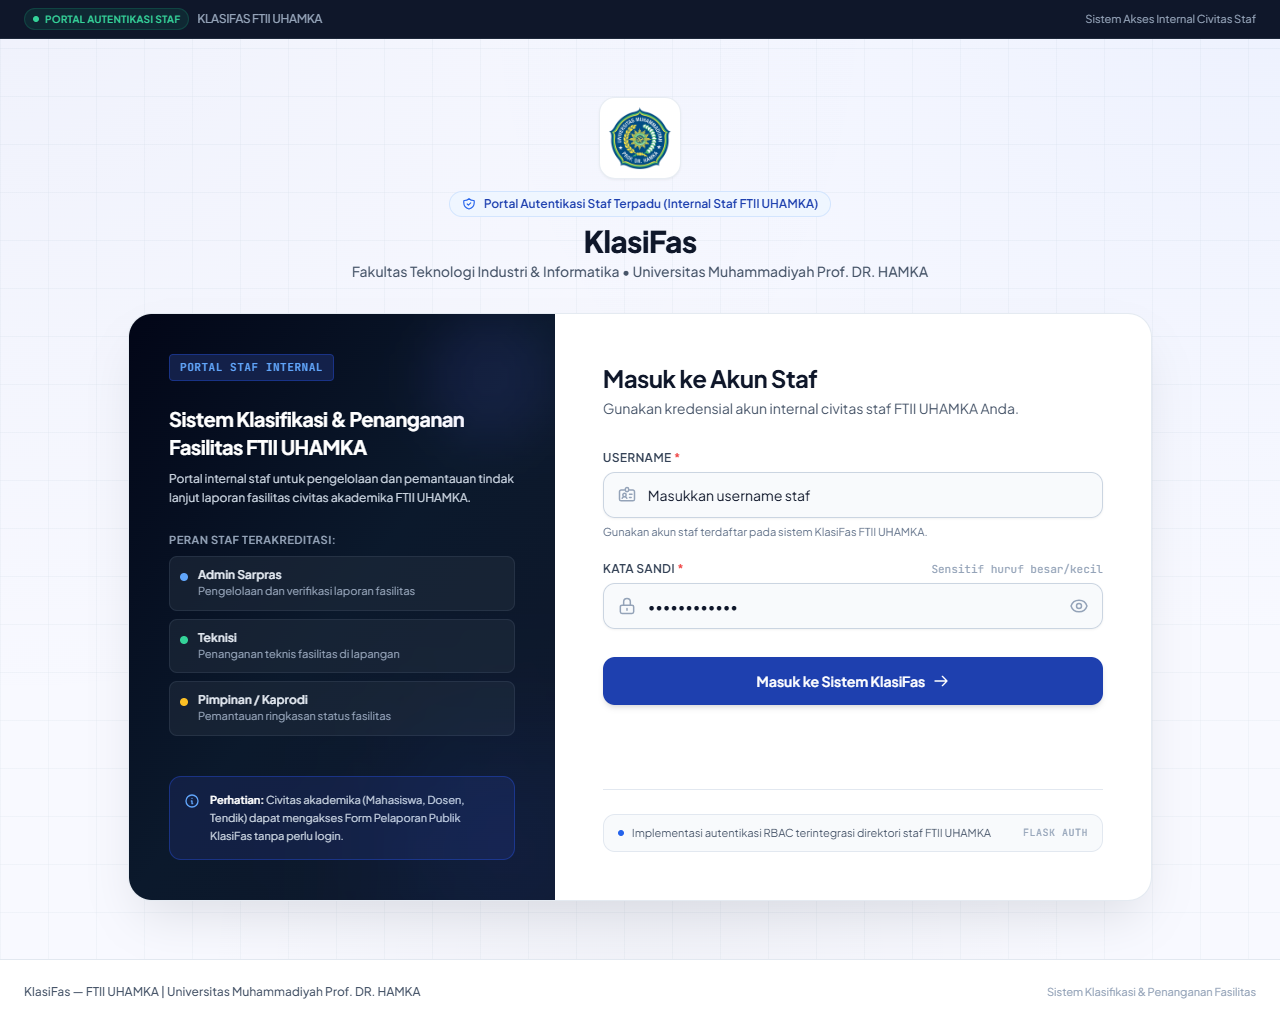 PORTAL AUTENTIKASI STAF
KLASIFAS FTII UHAMKA
Sistem Akses Internal Civitas Staf
UNIVERSITAS MUHAMMADIYAH
PROF. DR. HAMKA
Portal Autentikasi Staf Terpadu (Internal Staf FTII UHAMKA)
KlasiFas
Fakultas Teknologi Industri & Informatika • Universitas Muhammadiyah Prof. DR. HAMKA
PORTAL STAF INTERNAL
Sistem Klasifikasi & Penanganan
Fasilitas FTII UHAMKA
Portal internal staf untuk pengelolaan dan pemantauan tindak
lanjut laporan fasilitas civitas akademika FTII UHAMKA.
PERAN STAF TERAKREDITASI:
Admin Sarpras
Pengelolaan dan verifikasi laporan fasilitas
Teknisi
Penanganan teknis fasilitas di lapangan
Pimpinan / Kaprodi
Pemantauan ringkasan status fasilitas
Perhatian: Civitas akademika (Mahasiswa, Dosen,
Tendik) dapat mengakses Form Pelaporan Publik
KlasiFas tanpa perlu login.
Masuk ke Akun Staf
Gunakan kredensial akun internal civitas staf FTII UHAMKA Anda.
USERNAME *
Masukkan username staf
Gunakan akun staf terdaftar pada sistem KlasiFas FTII UHAMKA.
KATA SANDI *
Sensitif huruf besar/kecil
••••••••••••
Masuk ke Sistem KlasiFas →
Implementasi autentikasi RBAC terintegrasi direktori staf FTII UHAMKA
FLASK AUTH
KlasiFas — FTII UHAMKA | Universitas Muhammadiyah Prof. DR. HAMKA
Sistem Klasifikasi & Penanganan Fasilitas